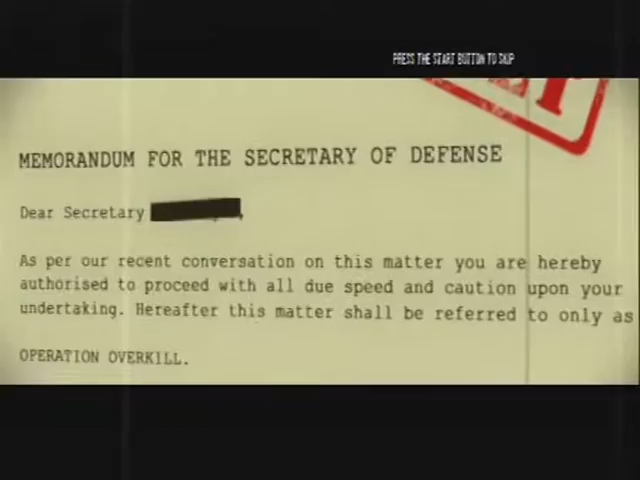 PRESS THE START BUTTON TO SKIP
MEMORANDUM FOR THE SECRETARY OF DEFENSE
Dear Secretary
As per our recent conversation on this matter you are hereby
authorised to proceed with all due speed and caution upon your
undertaking. Hereafter this matter shall be referred to only as
OPERATION OVERKILL.